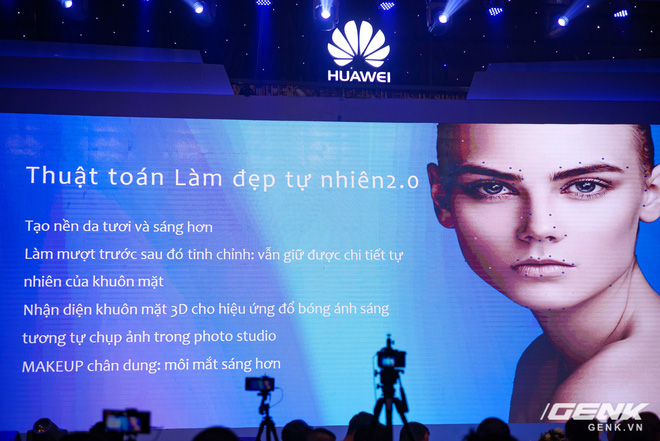 HUAWEI
Thuật toán Làm đẹp tự nhiên2.0
Tạo nền da tươi và sáng hơn
Làm mượt trước sau đó tinh chỉnh: vẫn giữ được chi tiết tự
nhiên của khuôn mặt
Nhận diện khuôn mặt 3D cho hiệu ứng đổ bóng ánh sáng
tương tự chụp ảnh trong photo studio
MAKEUP chân dung: môi mắt sáng hơn
GENK
GENK.VN